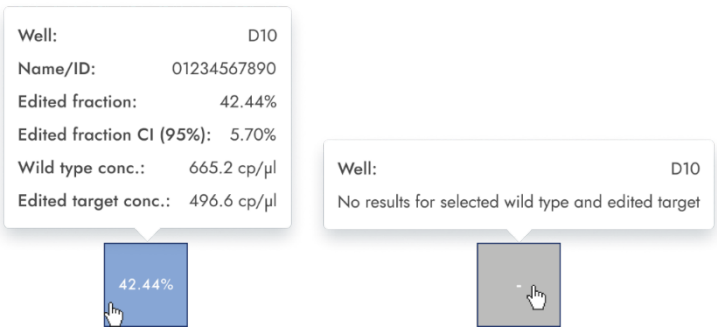 Well: D10
Name/ID: 01234567890
Edited fraction: 42.44%
Edited fraction CI (95%): 5.70%
Wild type conc.: 665.2 cp/µl
Edited target conc.: 496.6 cp/µl
42.44%
Well: D10
No results for selected wild type and edited target
-